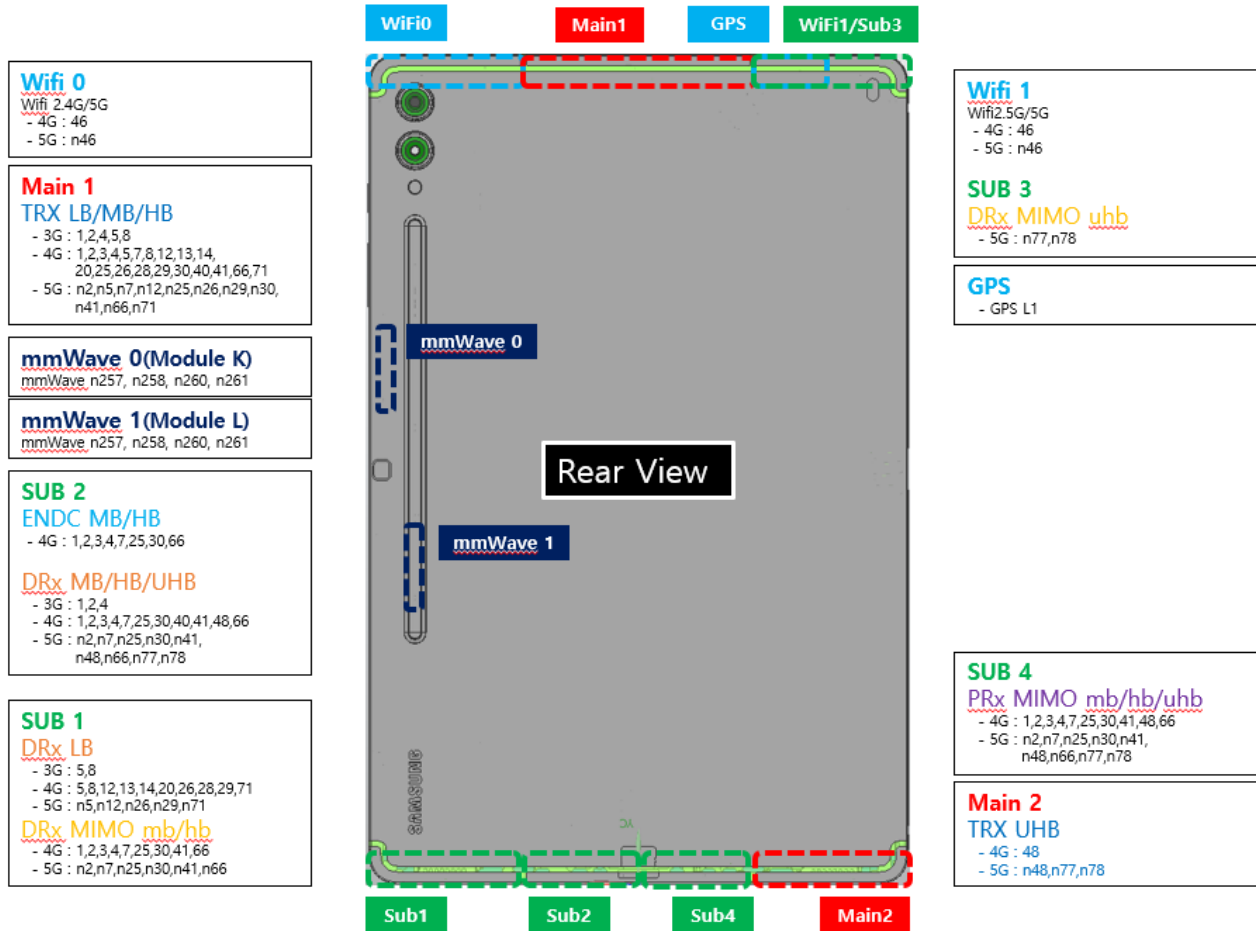 WiFi0
Main1
GPS
WiFi1/Sub3
Wifi 0
Wifi 2.4G/5G
- 4G : 46
- 5G : n46
Main 1
TRX LB/MB/HB
- 3G : 1,2,4,5,8
- 4G : 1,2,3,4,5,7,8,12,13,14,
20,25,26,28,29,30,40,41,66,71
- 5G : n2,n5,n7,n12,n25,n26,n29,n30,
n41,n66,n71
mmWave 0(Module K)
mmWave n257, n258, n260, n261
mmWave 1(Module L)
mmWave n257, n258, n260, n261
SUB 2
ENDC MB/HB
- 4G : 1,2,3,4,7,25,30,66
DRx MB/HB/UHB
- 3G : 1,2,4
- 4G : 1,2,3,4,7,25,30,40,41,48,66
- 5G : n2,n7,n25,n30,n41,
n48,n66,n77,n78
SUB 1
DRx LB
- 3G : 5,8
- 4G : 5,8,12,13,14,20,26,28,29,71
- 5G : n5,n12,n26,n29,n71
DRx MIMO mb/hb
- 4G : 1,2,3,4,7,25,30,41,66
- 5G : n2,n7,n25,n30,n41,n66
mmWave 0
Rear View
mmWave 1
SAMSUNG
YC
Sub1
Sub2
Sub4
Main2
Wifi 1
Wifi2.5G/5G
- 4G : 46
- 5G : n46
SUB 3
DRx MIMO uhb
- 5G : n77,n78
GPS
- GPS L1
SUB 4
PRx MIMO mb/hb/uhb
- 4G : 1,2,3,4,7,25,30,41,48,66
- 5G : n2,n7,n25,n30,n41,
n48,n66,n77,n78
Main 2
TRX UHB
- 4G : 48
- 5G : n48,n77,n78